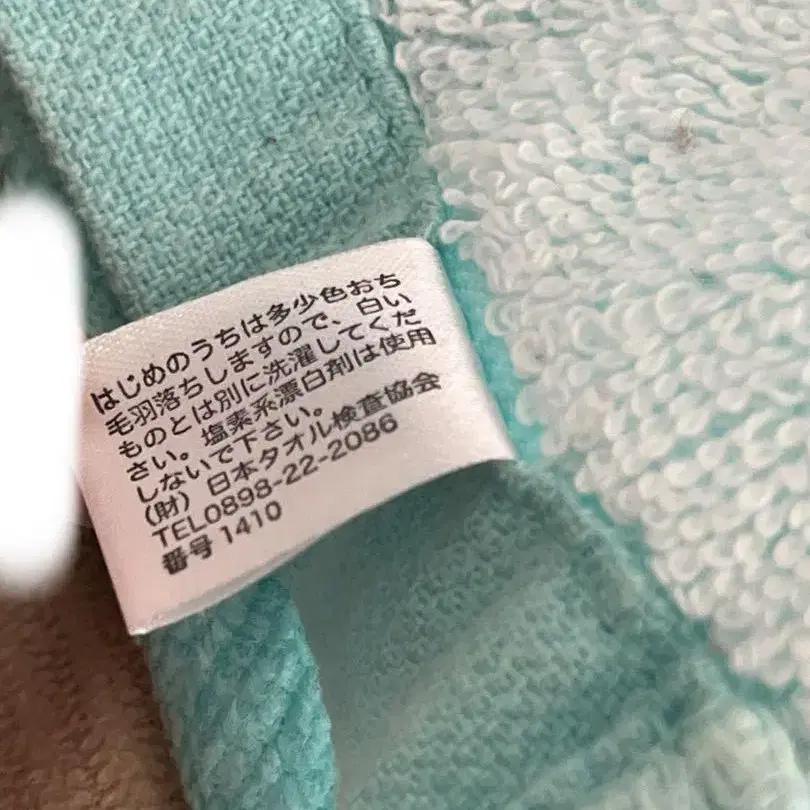 はじめのうちは多少色おち
毛羽落ちしますので、白い
ものとは別に洗濯してくだ
さい。塩素系漂白剤は使用
しないで下さい。
(財) 日本タオル検査協会
TEL0898-22-2086
番号 1410